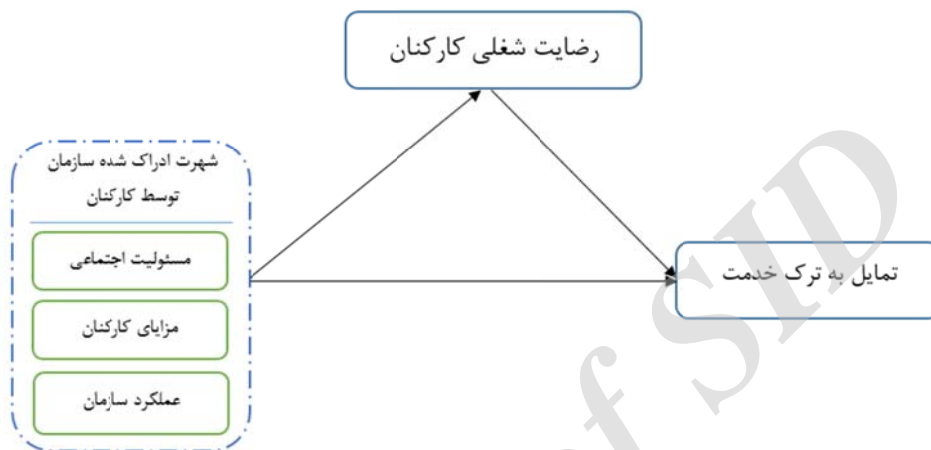 رضایت شغلی کارکنان
شهرت ادراک شده سازمان
توسط کارکنان
مسئولیت اجتماعی
مزایای کارکنان
عملکرد سازمان
تمایل به ترک خدمت
f SID